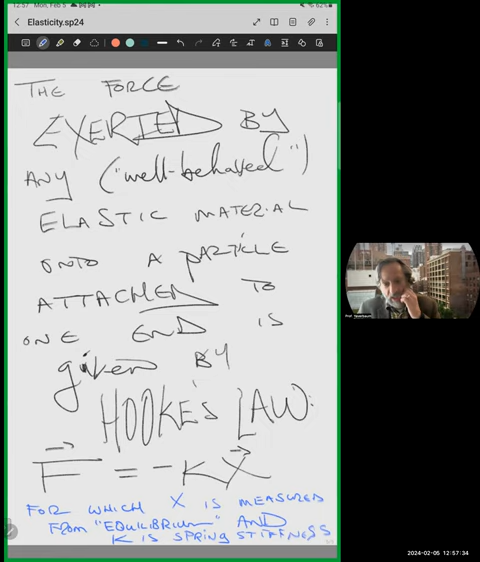 12:57 Mon, Feb 5
62%
Elasticity.sp24
THE FORCE
EXERTED BY
ANY ("well-behaved")
ELASTIC MATERIAL
ONTO A PARTICLE
ATTACHED TO
ONE END IS
given BY
HOOKE'S LAW:
F = -KX
FOR WHICH X IS MEASURED
FROM "EQUILIBRIUM" AND
K IS SPRING STIFFNESS
2024-02-05 12:57:34